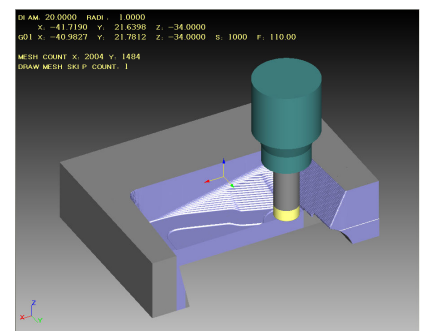 DIAM. 20.0000 RADI. 1.0000
X: -41.7190 Y: 21.6398 Z: -34.0000
G01 X: -40.9827 Y: 21.7812 Z: -34.0000 S: 1000 F: 110.00
MESH COUNT X: 2004 Y: 1484
DRAW MESH SKIP COUNT: 1
Z
X